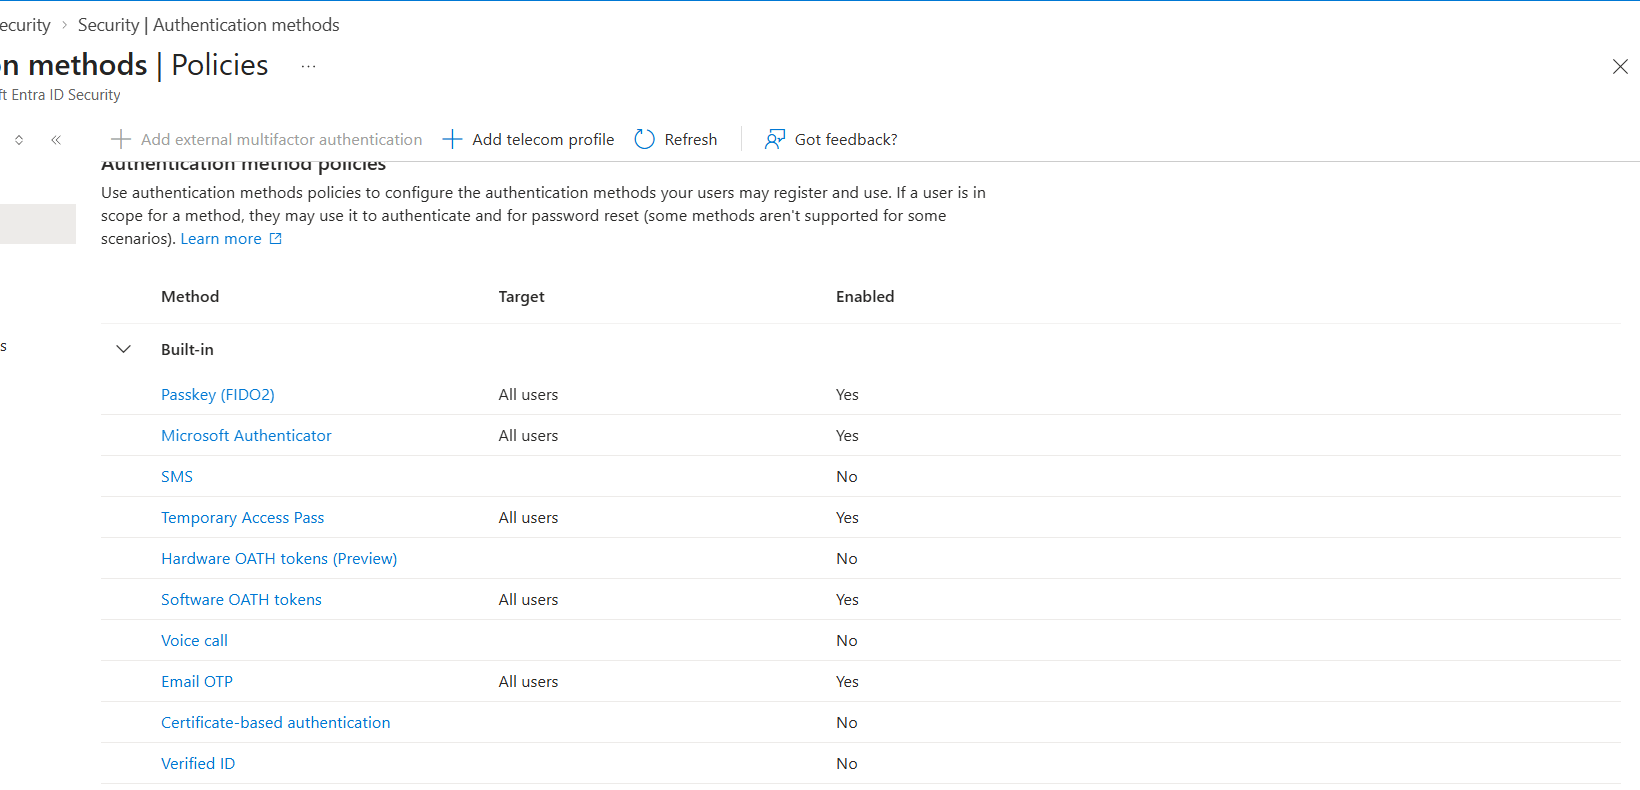 ecurity > Security | Authentication methods
on methods | Policies ...
ft Entra ID Security
Add external multifactor authentication Add telecom profile Refresh Got feedback?
Authentication method policies
Use authentication methods policies to configure the authentication methods your users may register and use. If a user is in
scope for a method, they may use it to authenticate and for password reset (some methods aren't supported for some
scenarios). Learn more
Method Target Enabled
s
Built-in
Passkey (FIDO2) All users Yes
Microsoft Authenticator All users Yes
SMS No
Temporary Access Pass All users Yes
Hardware OATH tokens (Preview) No
Software OATH tokens All users Yes
Voice call No
Email OTP All users Yes
Certificate-based authentication No
Verified ID No